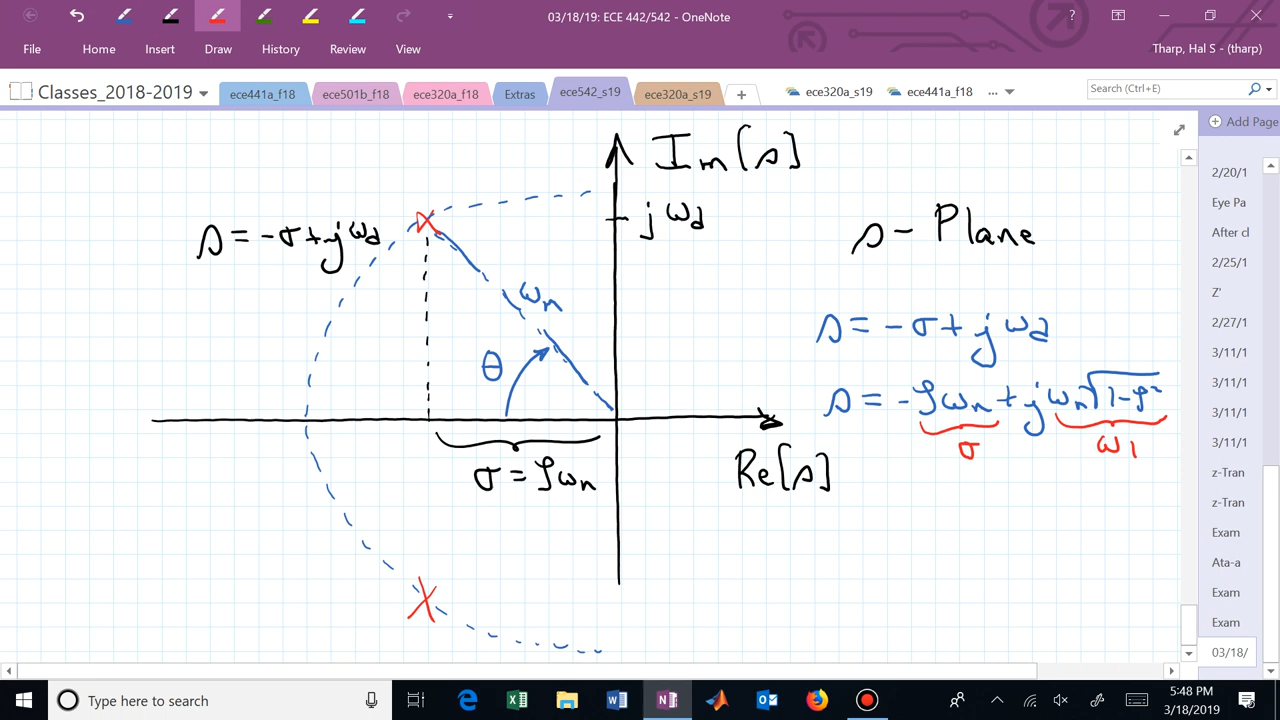 03/18/19: ECE 442/542 - OneNote
?
File
Home
Insert
Draw
History
Review
View
Tharp, Hal S - (tharp)
Classes_2018-2019
ece441a_f18
ece501b_f18
ece320a_f18
Extras
ece542_s19
ece320a_s19
+
ece320a_s19
ece441a_f18
...
Search (Ctrl+E)
Add Page
2/20/1
Eye Pa
After cl
2/25/1
Z'
2/27/1
3/11/1
3/11/1
3/11/1
3/11/1
z-Tran
z-Tran
Exam
Ata-a
Exam
Exam
03/18/
Im[s]
jωd
s = -σ + jωd
s - Plane
ωn
θ
s = -σ + jωd
s = -ζωn + jωn√1-ζ²
σ
σ = ζωn
Re[s]
Type here to search
5:48 PM
3/18/2019